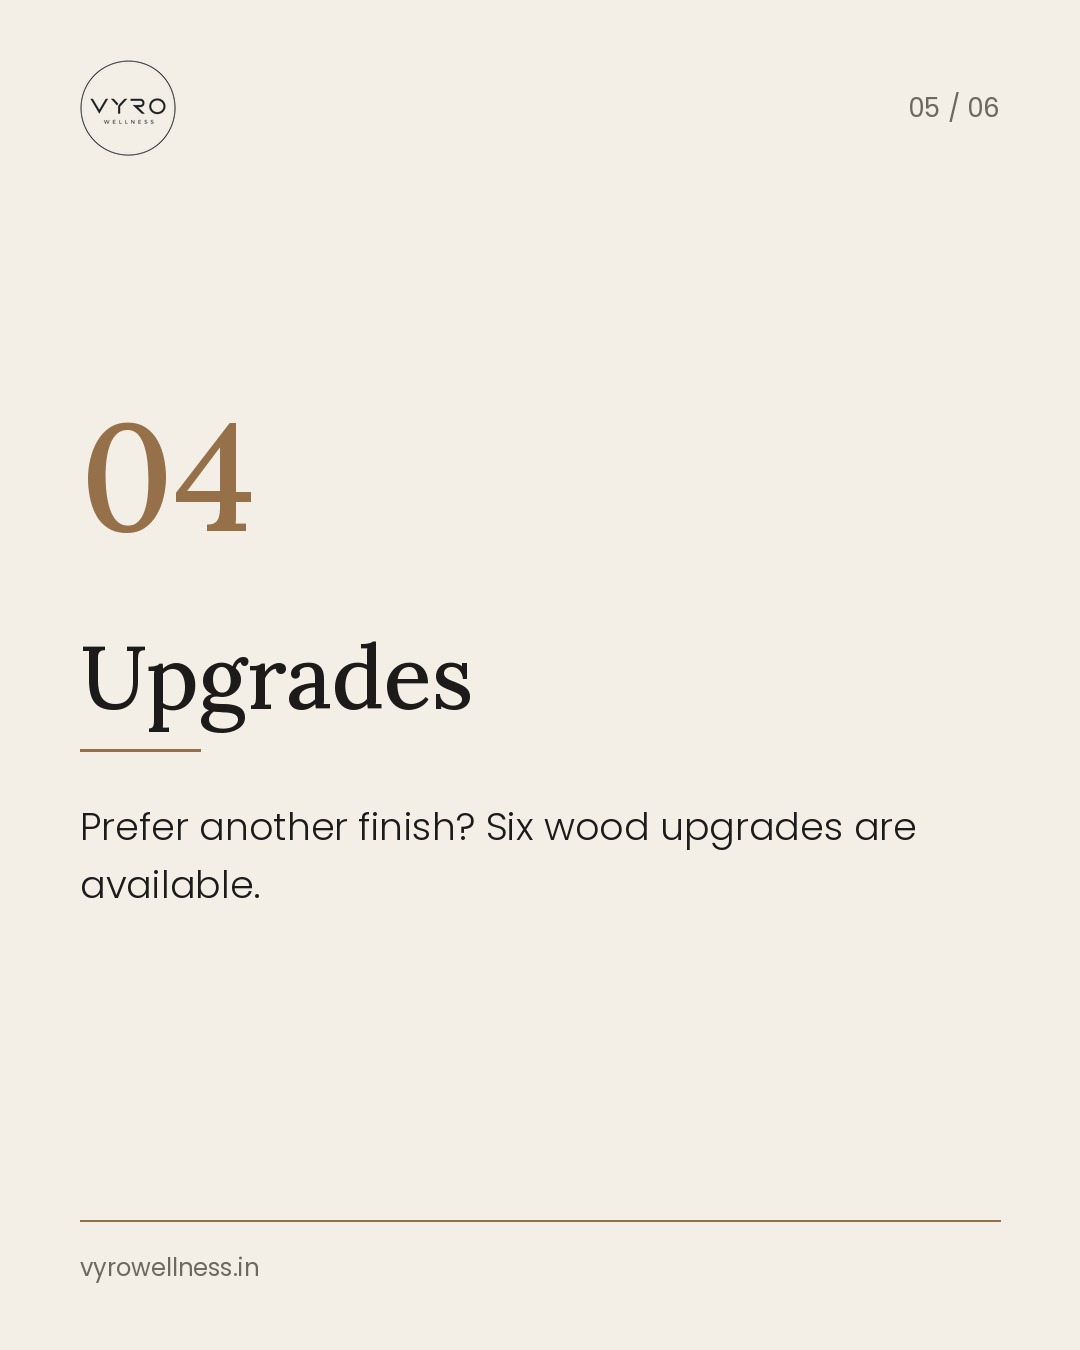 VYRO
WELLNESS
05 / 06
04
Upgrades
Prefer another finish? Six wood upgrades are
available.
vyrowellness.in